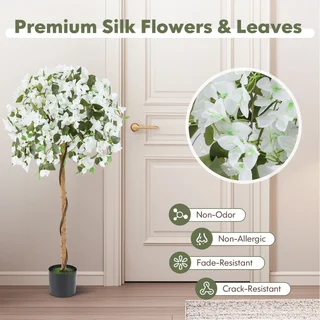 Premium Silk Flowers & Leaves
Non-Odor
Non-Allergic
Fade-Resistant
Crack-Resistant